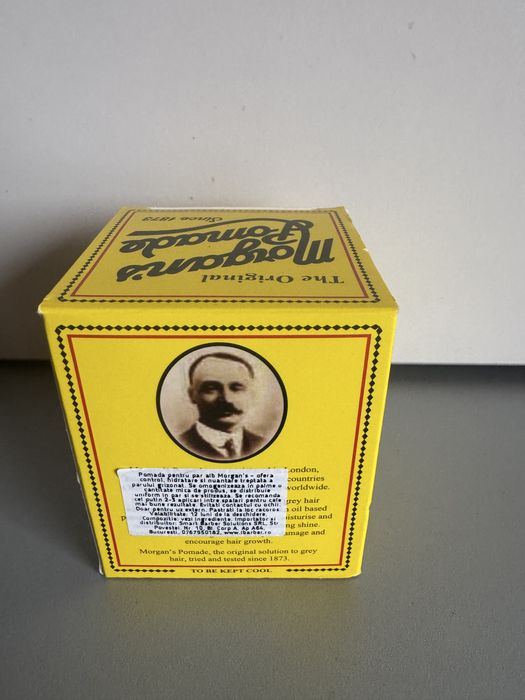 The Original
Morgan's
Pomade
Since 1873
London,
countries
worldwide.
grey hair
oil based
moisturise and
shine.
damage and
encourage hair growth.
Morgan's Pomade, the original solution to grey
hair, tried and tested since 1873.
TO BE KEPT COOL
Pomada pentru par alb Morgan's - ofera
control, hidratare si nuantare treptata a
parului grizonat. Se omogenizeaza in palme o
cantitate mica de produs, se distribuie
uniform in par si se stilizeaza. Se recomanda
cel putin 2-3 aplicari intre spalari pentru cele
mai bune rezultate. Evitati contactul cu ochii.
Doar pentru uz extern. Pastrati la loc racoros.
Valabilitate: 12 luni de la deshidere.
Compozitie: vezi ingrediente. Importator si
distribuitor: Smart Barber Solutions SRL, Str
Povestei, Nr. 10, Bl Corp A, Ap A64,
Bucuresti, 0767950182, www.ibarber.ro